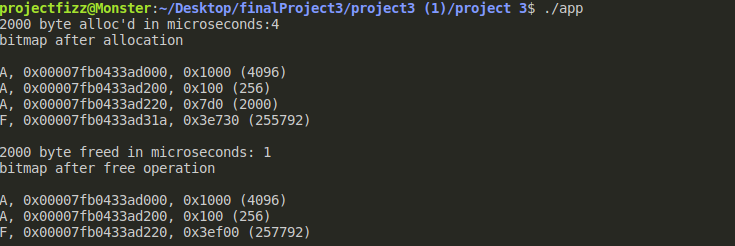 projectfizz@Monster:~/Desktop/finalProject3/project3 (1)/project 3$ ./app
2000 byte alloc'd in microseconds:4
bitmap after allocation
A, 0x00007fb0433ad000, 0x1000 (4096)
A, 0x00007fb0433ad200, 0x100 (256)
A, 0x00007fb0433ad220, 0x7d0 (2000)
F, 0x00007fb0433ad31a, 0x3e730 (255792)
2000 byte freed in microseconds: 1
bitmap after free operation
A, 0x00007fb0433ad000, 0x1000 (4096)
A, 0x00007fb0433ad200, 0x100 (256)
F, 0x00007fb0433ad220, 0x3ef00 (257792)